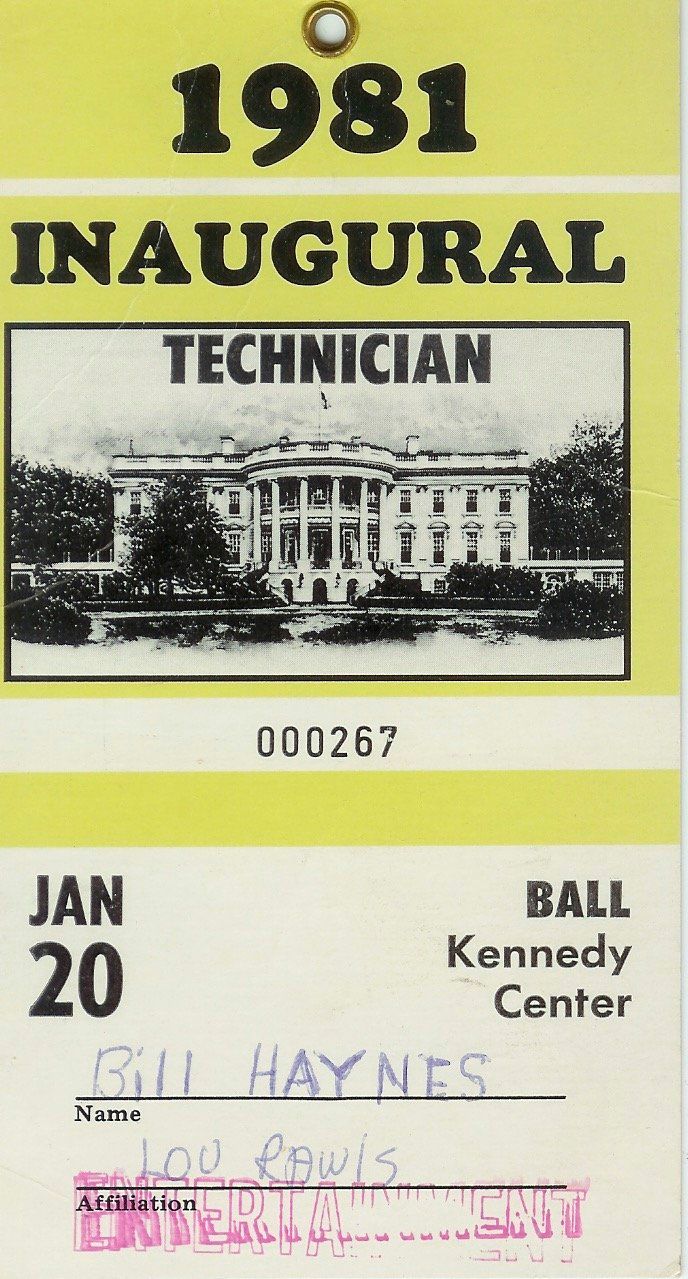 1981
INAUGURAL
TECHNICIAN
000267
JAN
20
BALL
Kennedy
Center
Bill HAYNES
Name
LOU RAWLS
Affiliation
ENTERTAINMENT